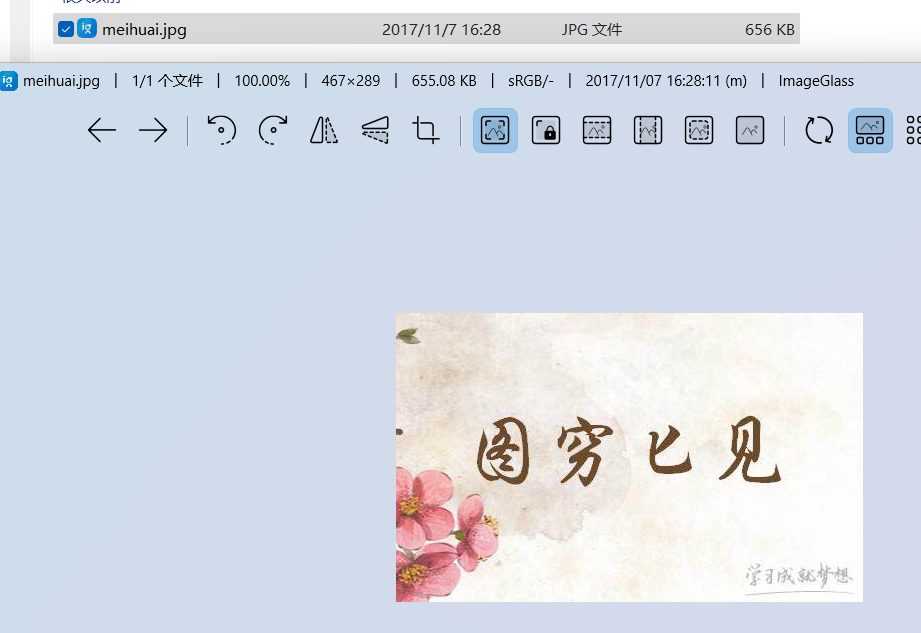 meihuai.jpg 2017/11/7 16:28 JPG 文件 656 KB
meihuai.jpg | 1/1 个文件 | 100.00% | 467×289 | 655.08 KB | sRGB/- | 2017/11/07 16:28:11 (m) | ImageGlass
图穷匕见
学习成就梦想